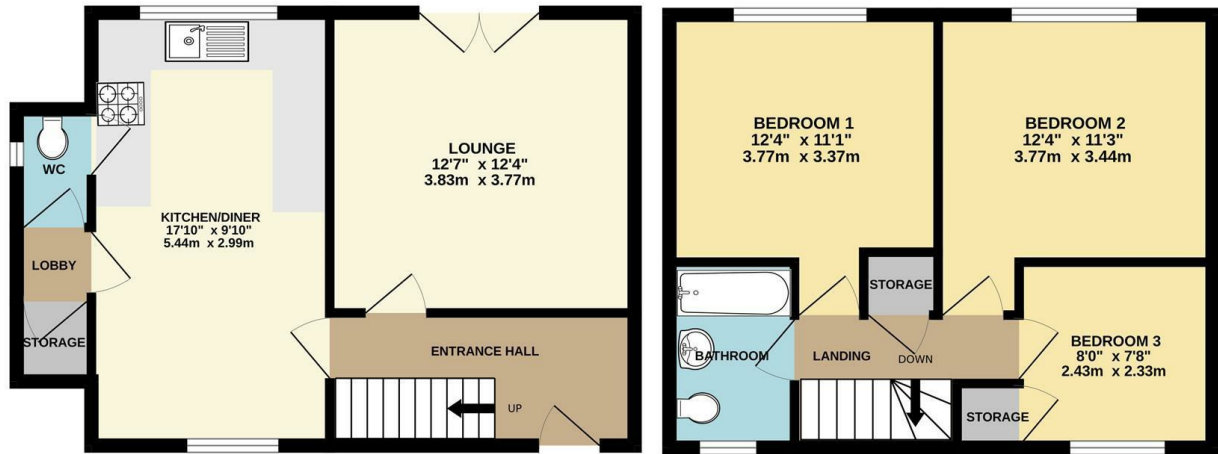 WC
LOBBY
STORAGE
KITCHEN/DINER
17'10" x 9'10"
5.44m x 2.99m
LOUNGE
12'7" x 12'4"
3.83m x 3.77m
ENTRANCE HALL
UP
BEDROOM 1
12'4" x 11'1"
3.77m x 3.37m
BEDROOM 2
12'4" x 11'3"
3.77m x 3.44m
STORAGE
BATHROOM
LANDING
DOWN
BEDROOM 3
8'0" x 7'8"
2.43m x 2.33m
STORAGE